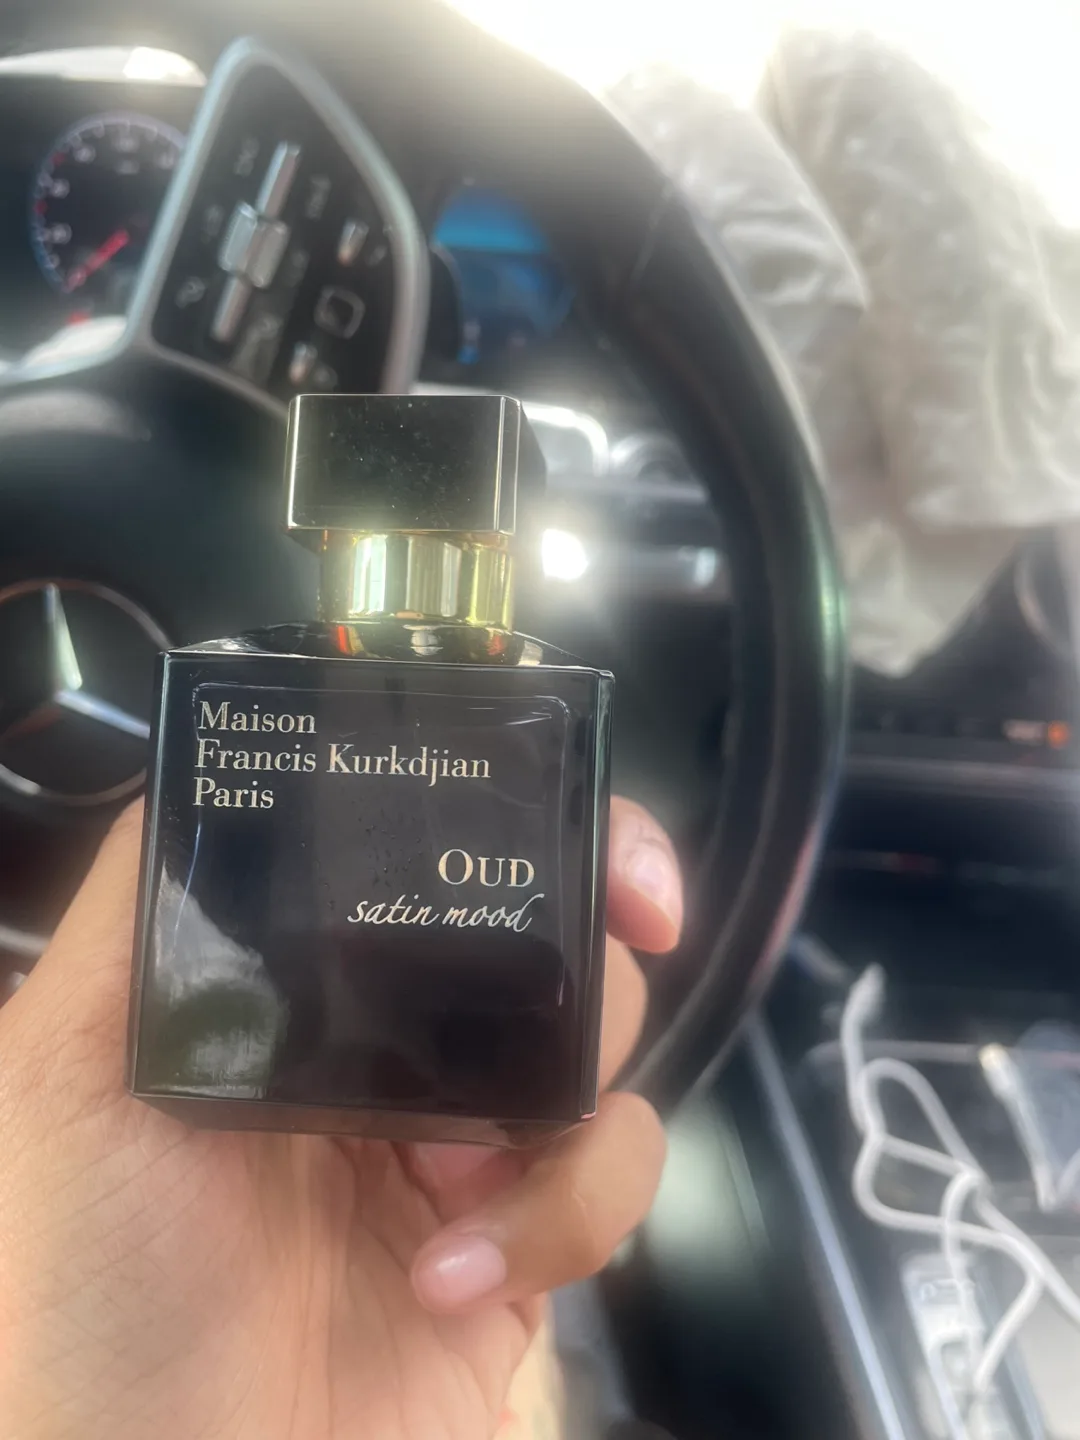 Maison
Francis Kurkdjian
Paris
OUD
satin mood